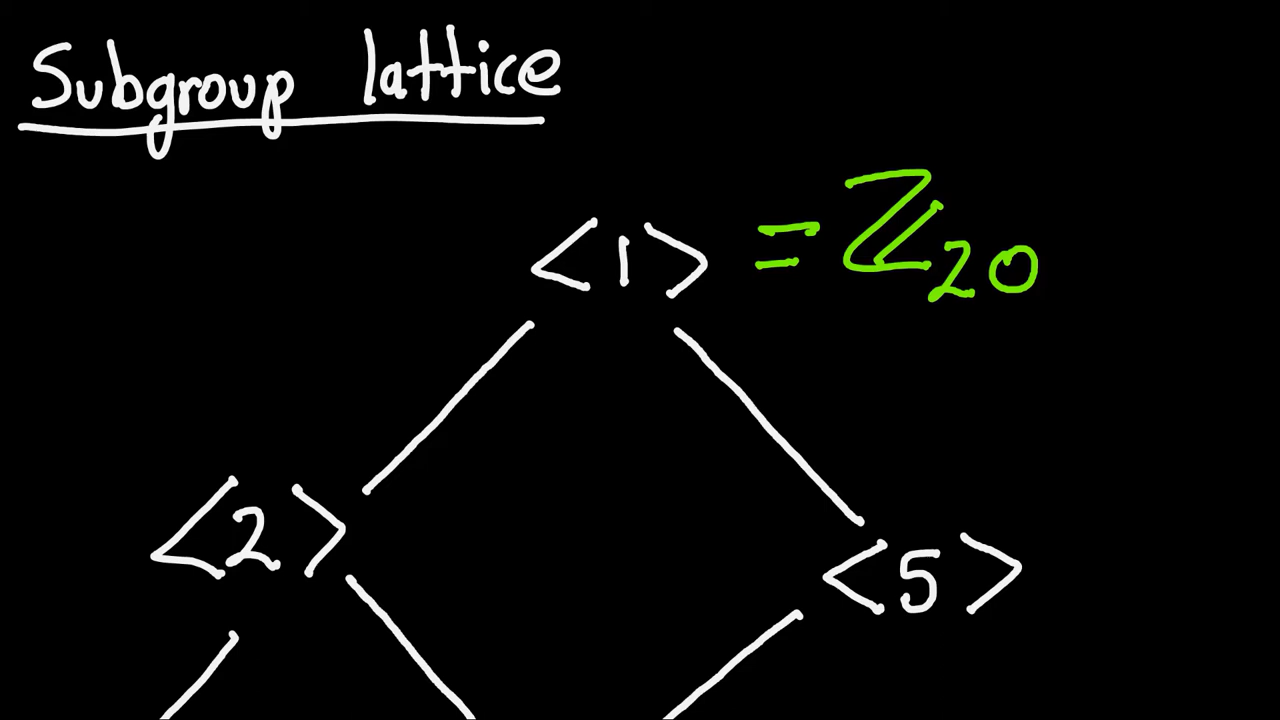 Subgroup lattice
<1> = ℤ20
<2>
<5>